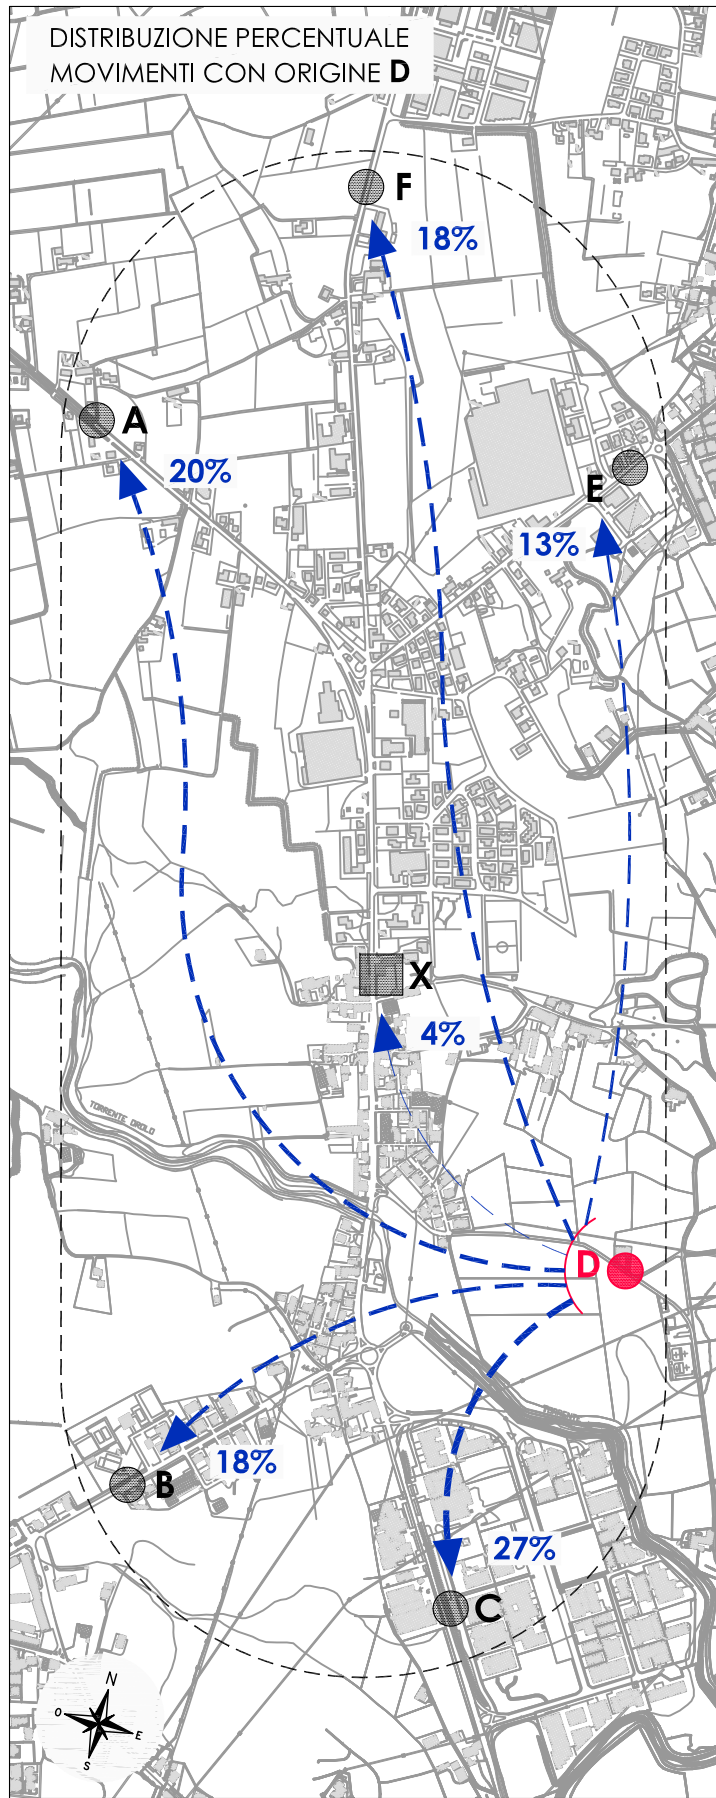 DISTRIBUZIONE PERCENTUALE
MOVIMENTI CON ORIGINE D
F
18%
A
20%
E
13%
X
4%
TORRENTE OROLO
D
18%
B
27%
C
N
O
E
S